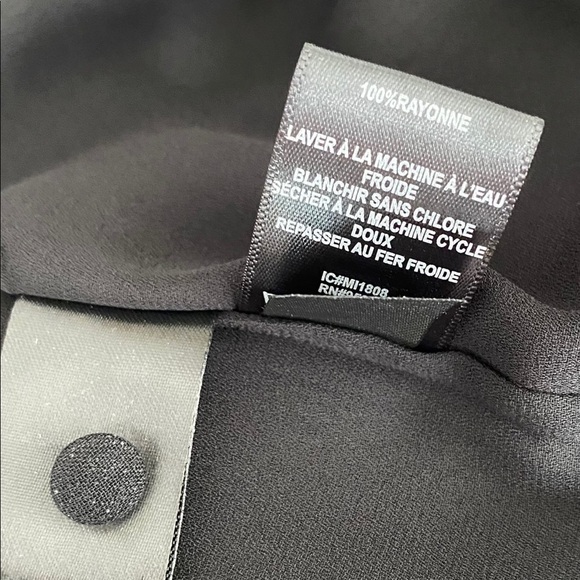 100%RAYONNE
LAVER À LA MACHINE À L'EAU
FROIDE
BLANCHIR SANS CHLORE
SÉCHER À LA MACHINE CYCLE
DOUX
REPASSER AU FER FROIDE
IC#MI1808